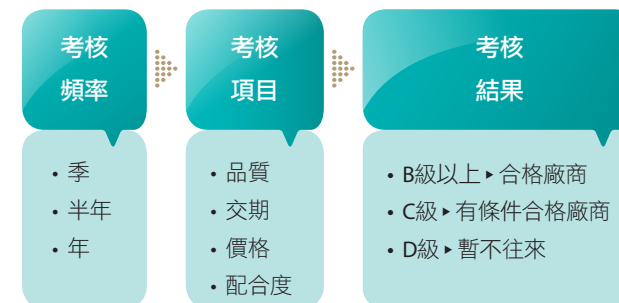 考核
頻率
• 季
• 半年
• 年
考核
項目
• 品質
• 交期
• 價格
• 配合度
考核
結果
• B級以上▸合格廠商
• C級▸有條件合格廠商
• D級▸暫不往來